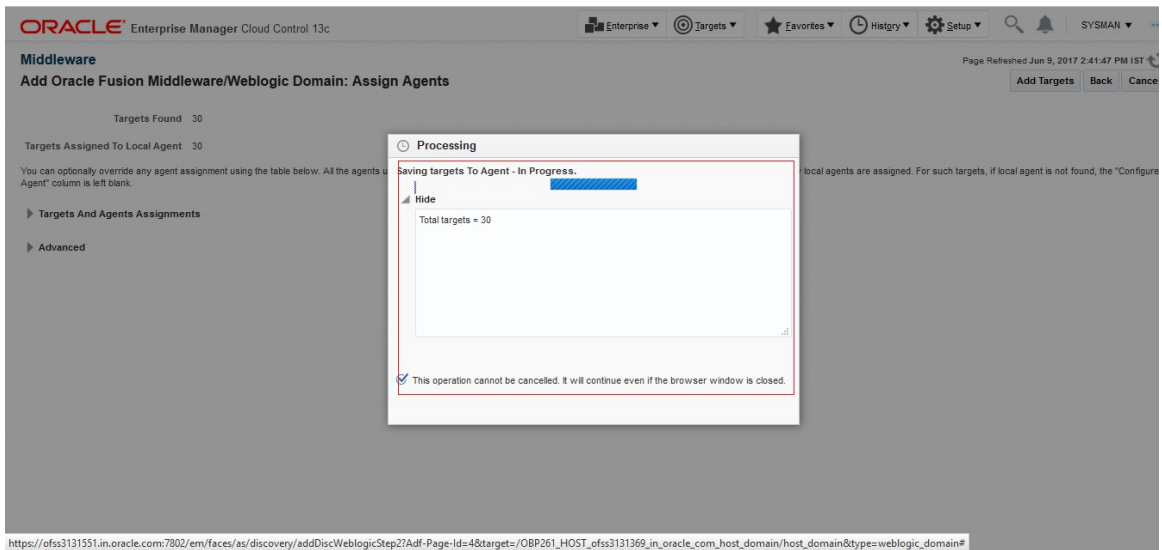 ORACLE Enterprise Manager Cloud Control 13c
Enterprise Targets Favorites History Setup SYSMAN
Middleware
Page Refreshed Jun 9, 2017 2:41:47 PM IST
Add Oracle Fusion Middleware/Weblogic Domain: Assign Agents
Add Targets Back Cance
Targets Found 30
Targets Assigned To Local Agent 30
You can optionally override any agent assignment using the table below. All the agents u
local agents are assigned. For such targets, if local agent is not found, the "Configure
Agent" column is left blank.
Targets And Agents Assignments
Advanced
Processing
Saving targets To Agent - In Progress.
Hide
Total targets = 30
This operation cannot be cancelled. It will continue even if the browser window is closed.
https://ofss3131551.in.oracle.com:7802/em/faces/as/discovery/addDiscWeblogicStep2?Adf-Page-Id=4&target=/OBP261_HOST_ofss3131369_in_oracle_com_host_domain/host_domain&type=weblogic_domain#